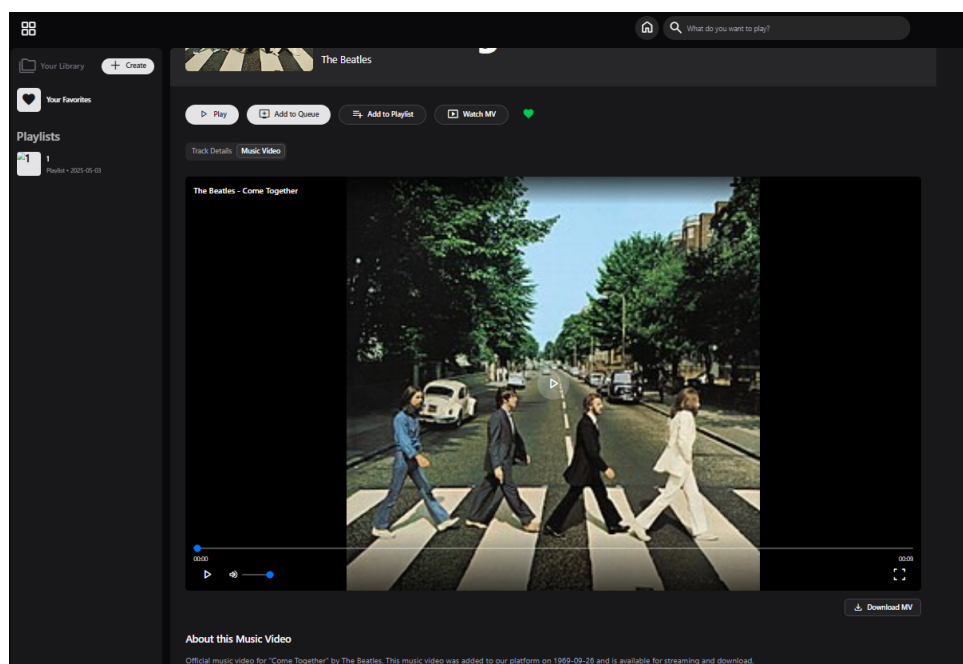 What do you want to play?
Your Library
Create
The Beatles
Your Favorites
Play
Add to Queue
Add to Playlist
Watch MV
Playlists
Track Details
Music Video
1
1
Playlist • 2025-05-03
The Beatles - Come Together
00:00
00:09
Download MV
About this Music Video
Official music video for "Come Together" by The Beatles. This music video was added to our platform on 1969-09-26 and is available for streaming and download.